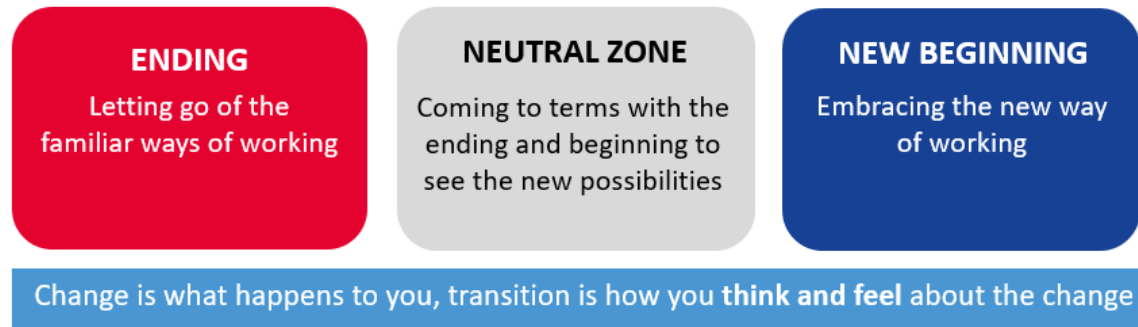 ENDING
Letting go of the
familiar ways of working
NEUTRAL ZONE
Coming to terms with the
ending and beginning to
see the new possibilities
NEW BEGINNING
Embracing the new way
of working
Change is what happens to you, transition is how you think and feel about the change